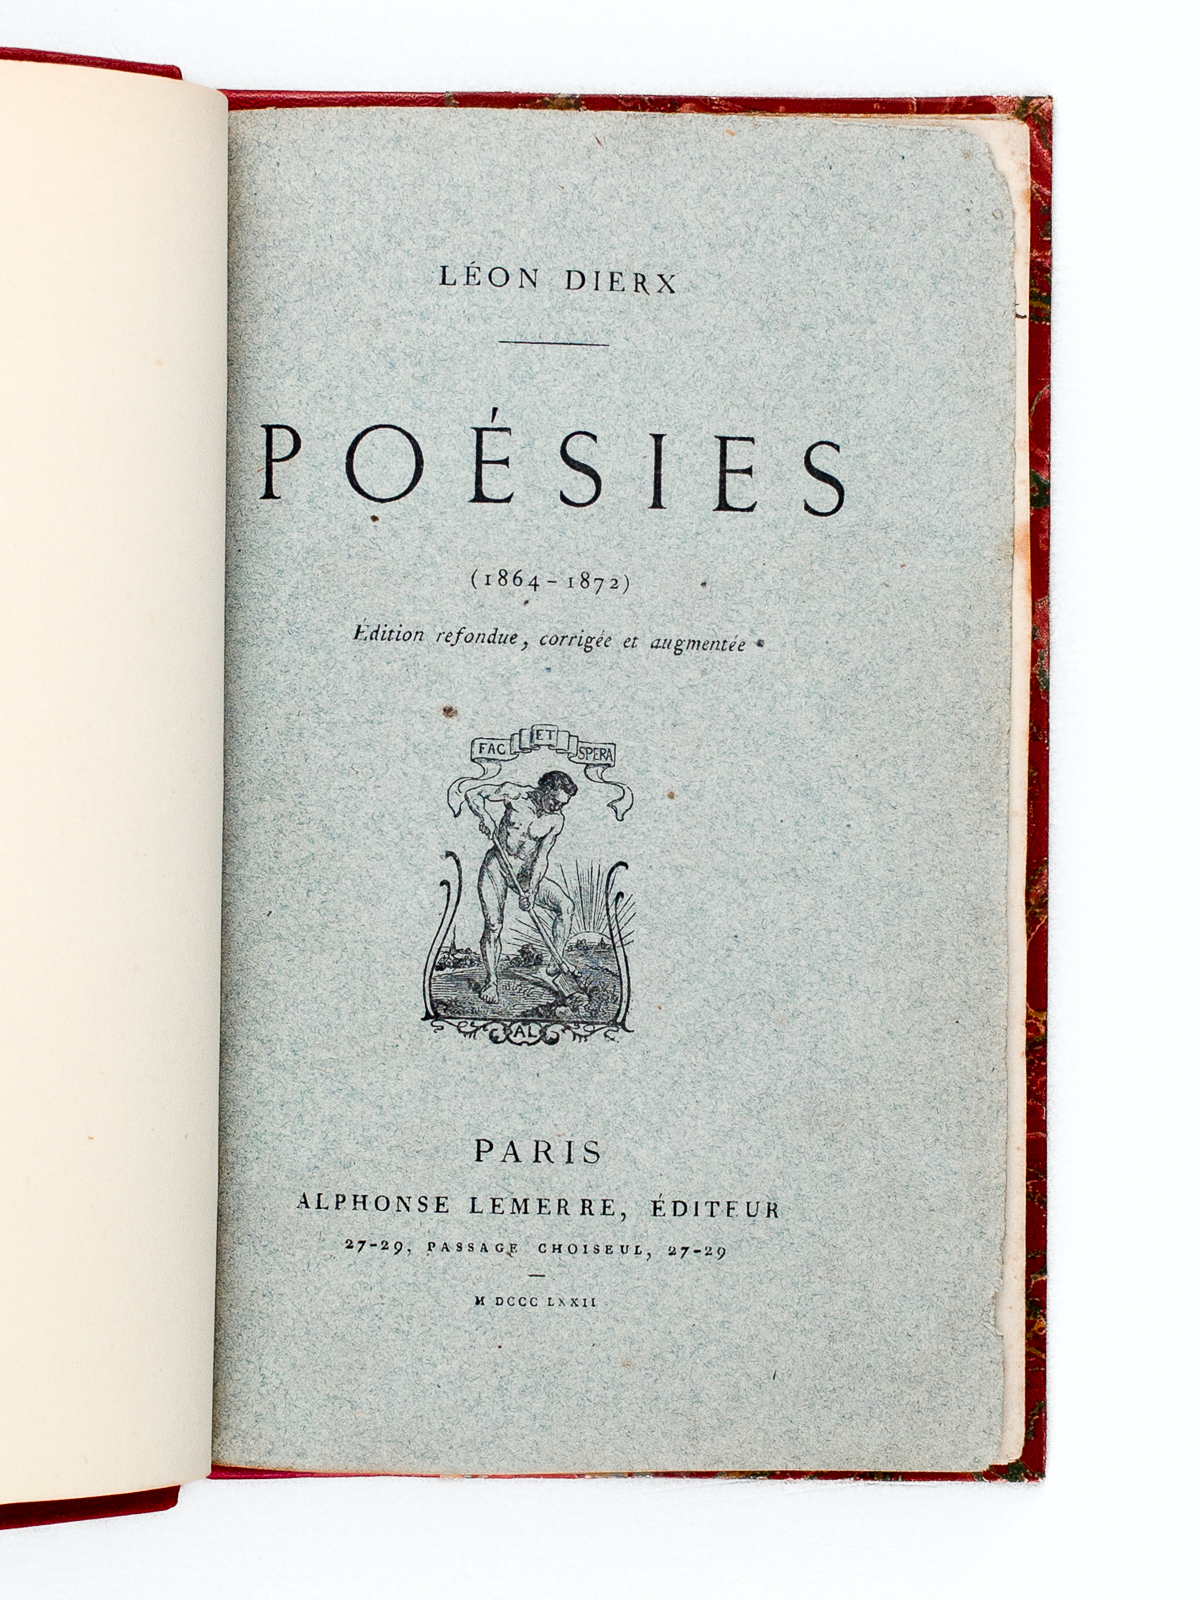 LÉON DIERX
POÉSIES
(1864-1872)
Édition refondue, corrigée et augmentée
FAC ET SPERA
AL
PARIS
ALPHONSE LEMERRE, ÉDITEUR
27-29, PASSAGE CHOISEUL, 27-29
M DCCC LXXII